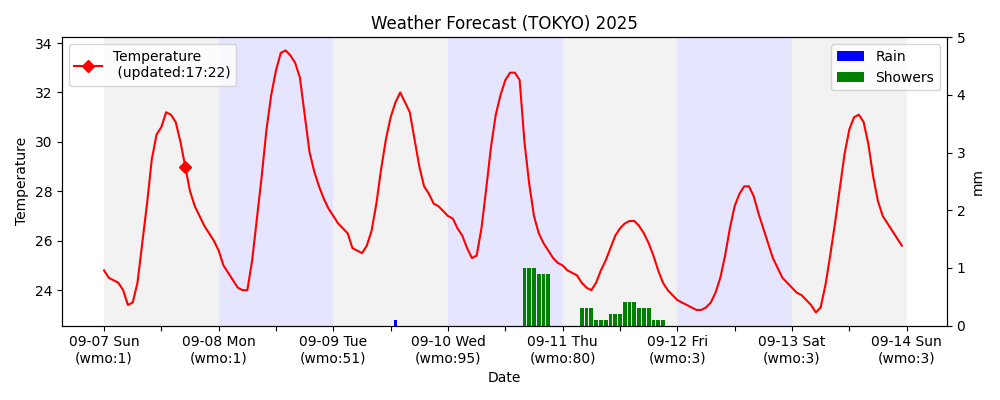 Weather Forecast (TOKYO) 2025
Temperature
(updated:17:22)
Rain
Showers
34
32
30
28
26
24
Temperature
5
4
3
2
1
0
mm
09-07 Sun
(wmo:1)
09-08 Mon
(wmo:1)
09-09 Tue
(wmo:51)
09-10 Wed
(wmo:95)
09-11 Thu
(wmo:80)
09-12 Fri
(wmo:3)
09-13 Sat
(wmo:3)
09-14 Sun
(wmo:3)
Date